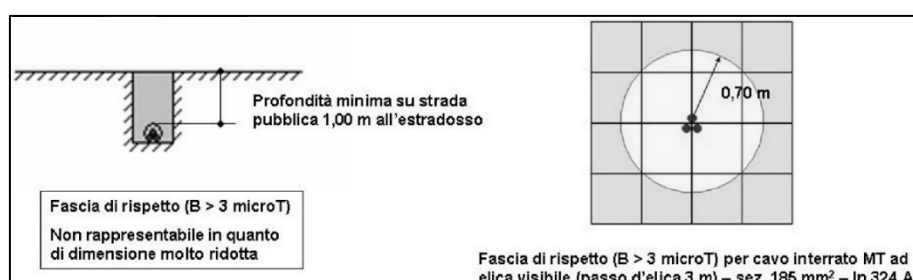 Profondità minima su strada
pubblica 1,00 m all'estradosso
0,70 m
Fascia di rispetto (B > 3 microT)
Non rappresentabile in quanto
di dimensione molto ridotta
Fascia di rispetto (B > 3 microT) per cavo interrato MT ad
elica visibile (passo d'elica 3 m) – sez. 185 mm² – In 324 A